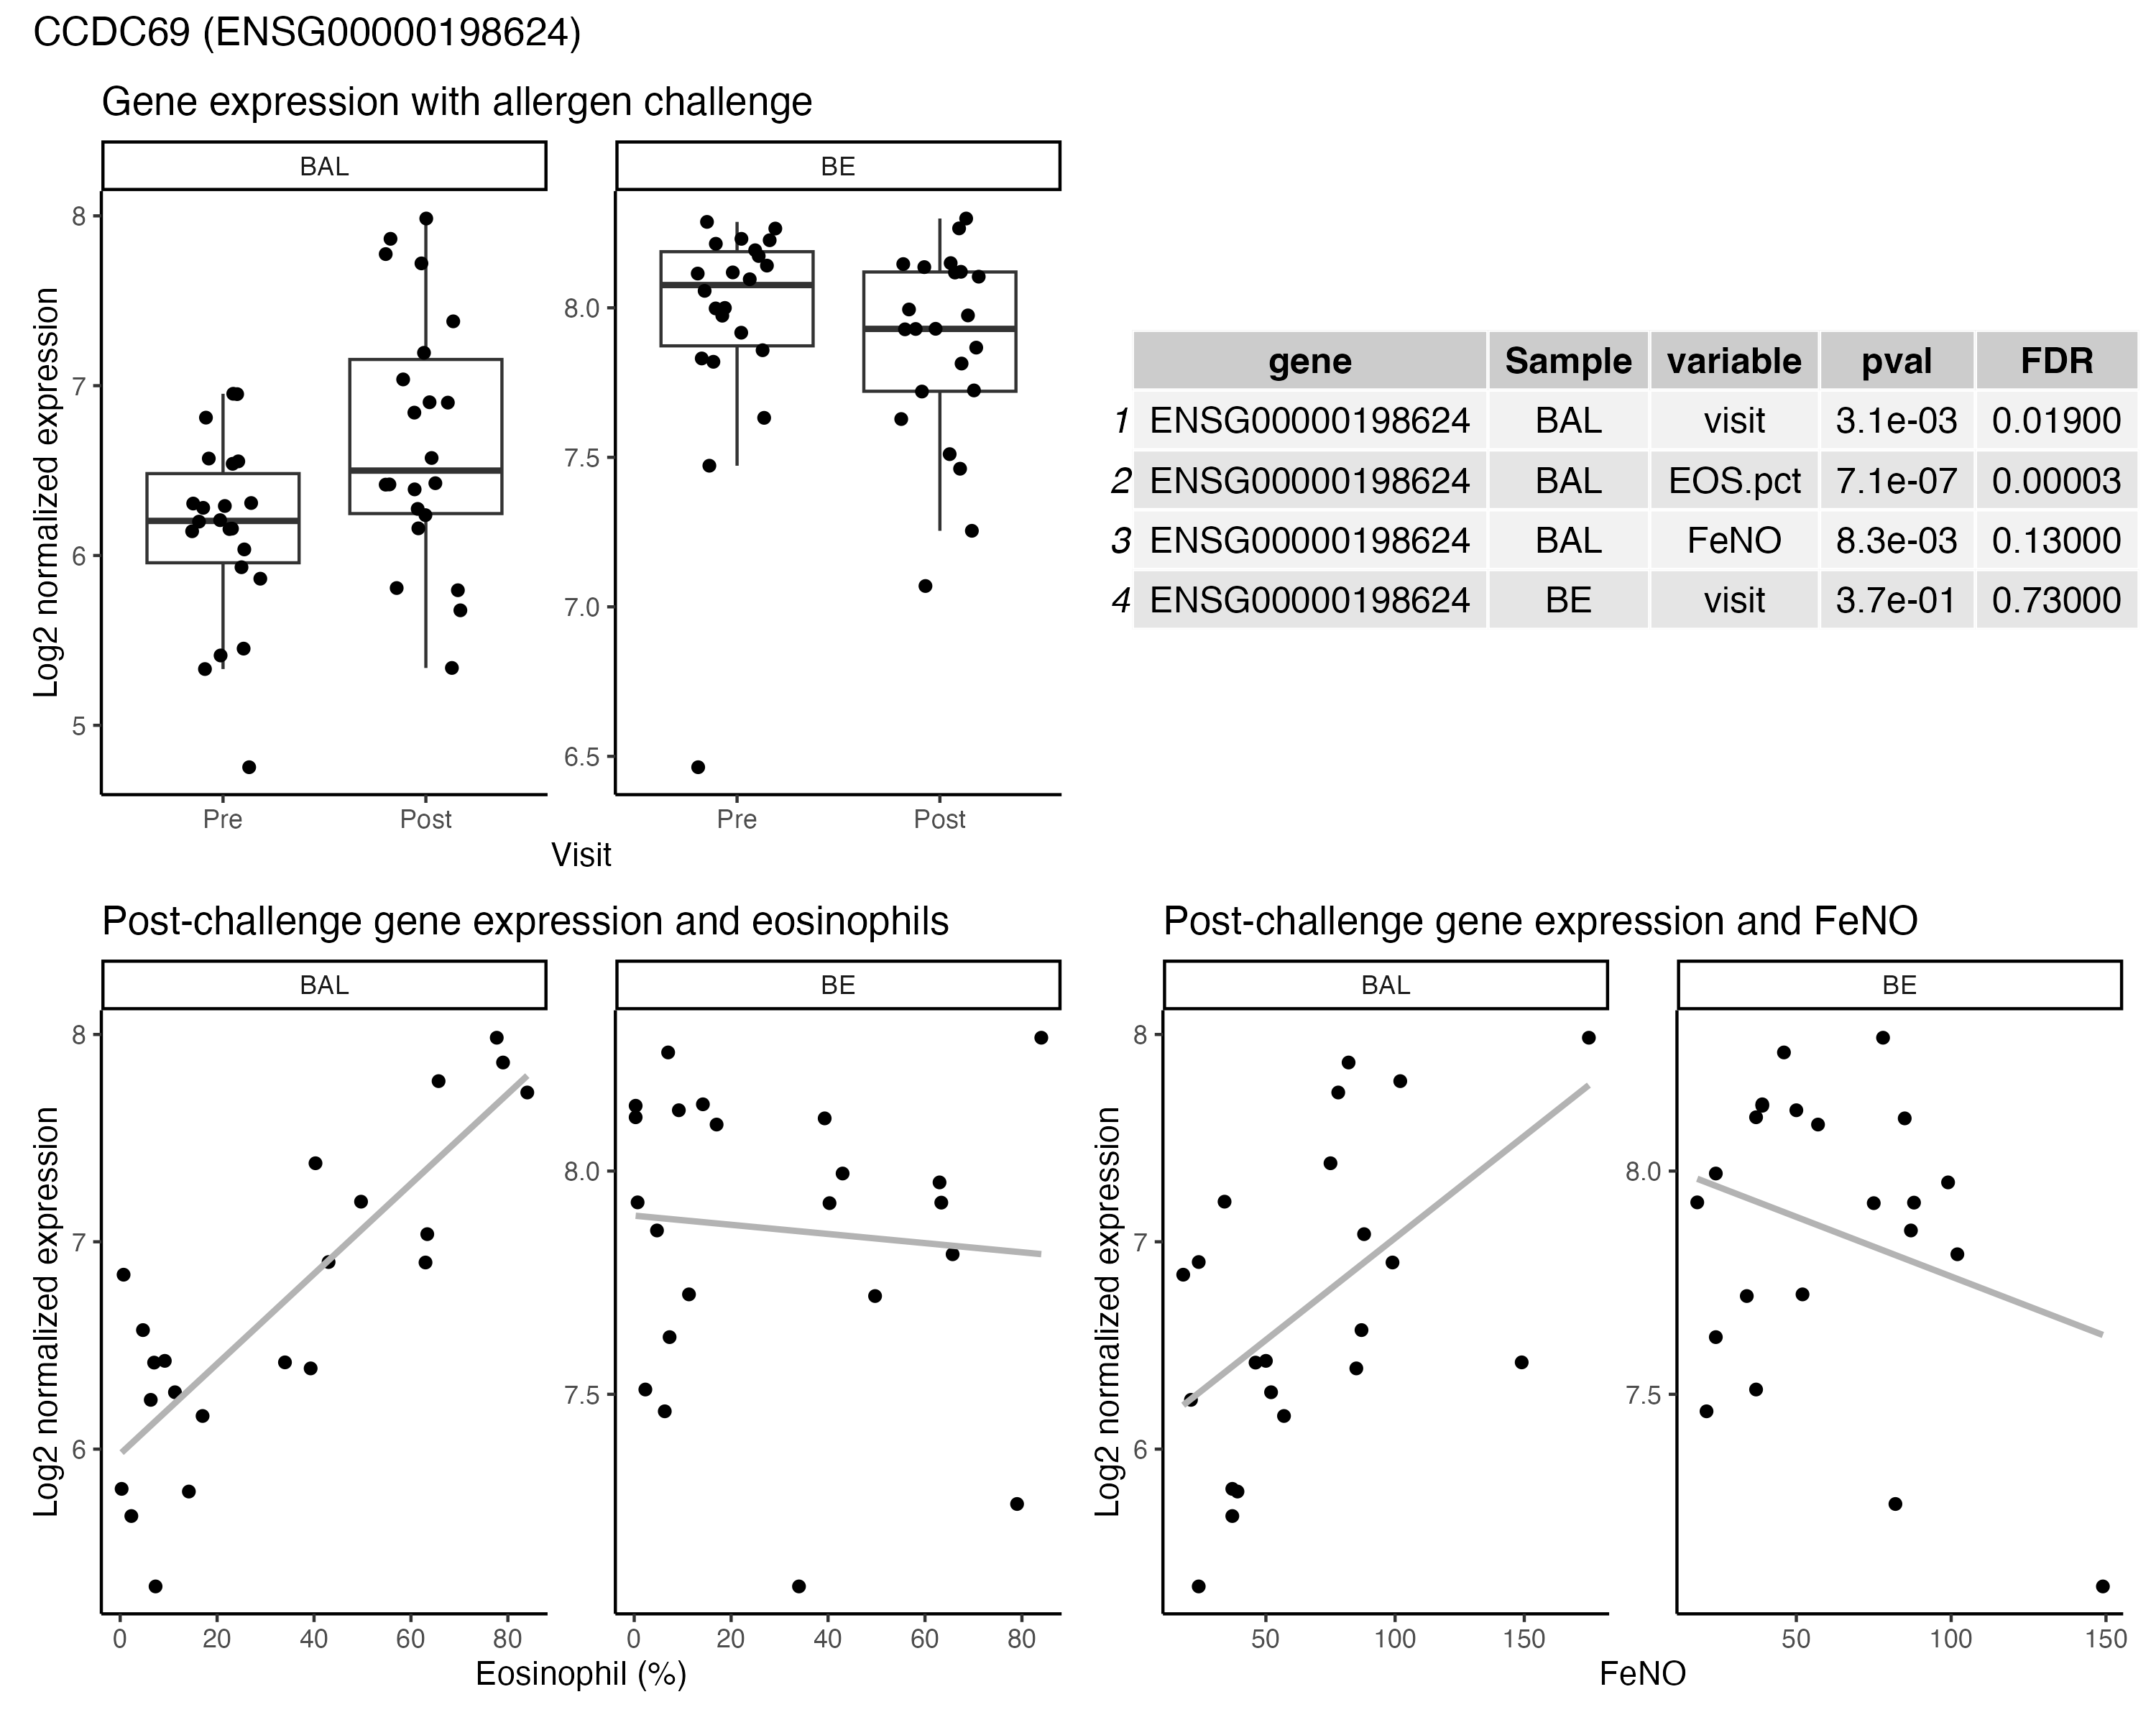 CCDC69 (ENSG00000198624)
Gene expression with allergen challenge
BAL BE
Log2 normalized expression
8
7
6
5
8.0
7.5
7.0
6.5
Pre Post Pre Post
Visit
gene Sample variable pval FDR
1 ENSG00000198624 BAL visit 3.1e-03 0.01900
2 ENSG00000198624 BAL EOS.pct 7.1e-07 0.00003
3 ENSG00000198624 BAL FeNO 8.3e-03 0.13000
4 ENSG00000198624 BE visit 3.7e-01 0.73000
Post-challenge gene expression and eosinophils
BAL BE
Log2 normalized expression
8
7
6
8.0
7.5
0 20 40 60 80 0 20 40 60 80
Eosinophil (%)
Post-challenge gene expression and FeNO
BAL BE
Log2 normalized expression
8
7
6
8.0
7.5
50 100 150 50 100 150
FeNO